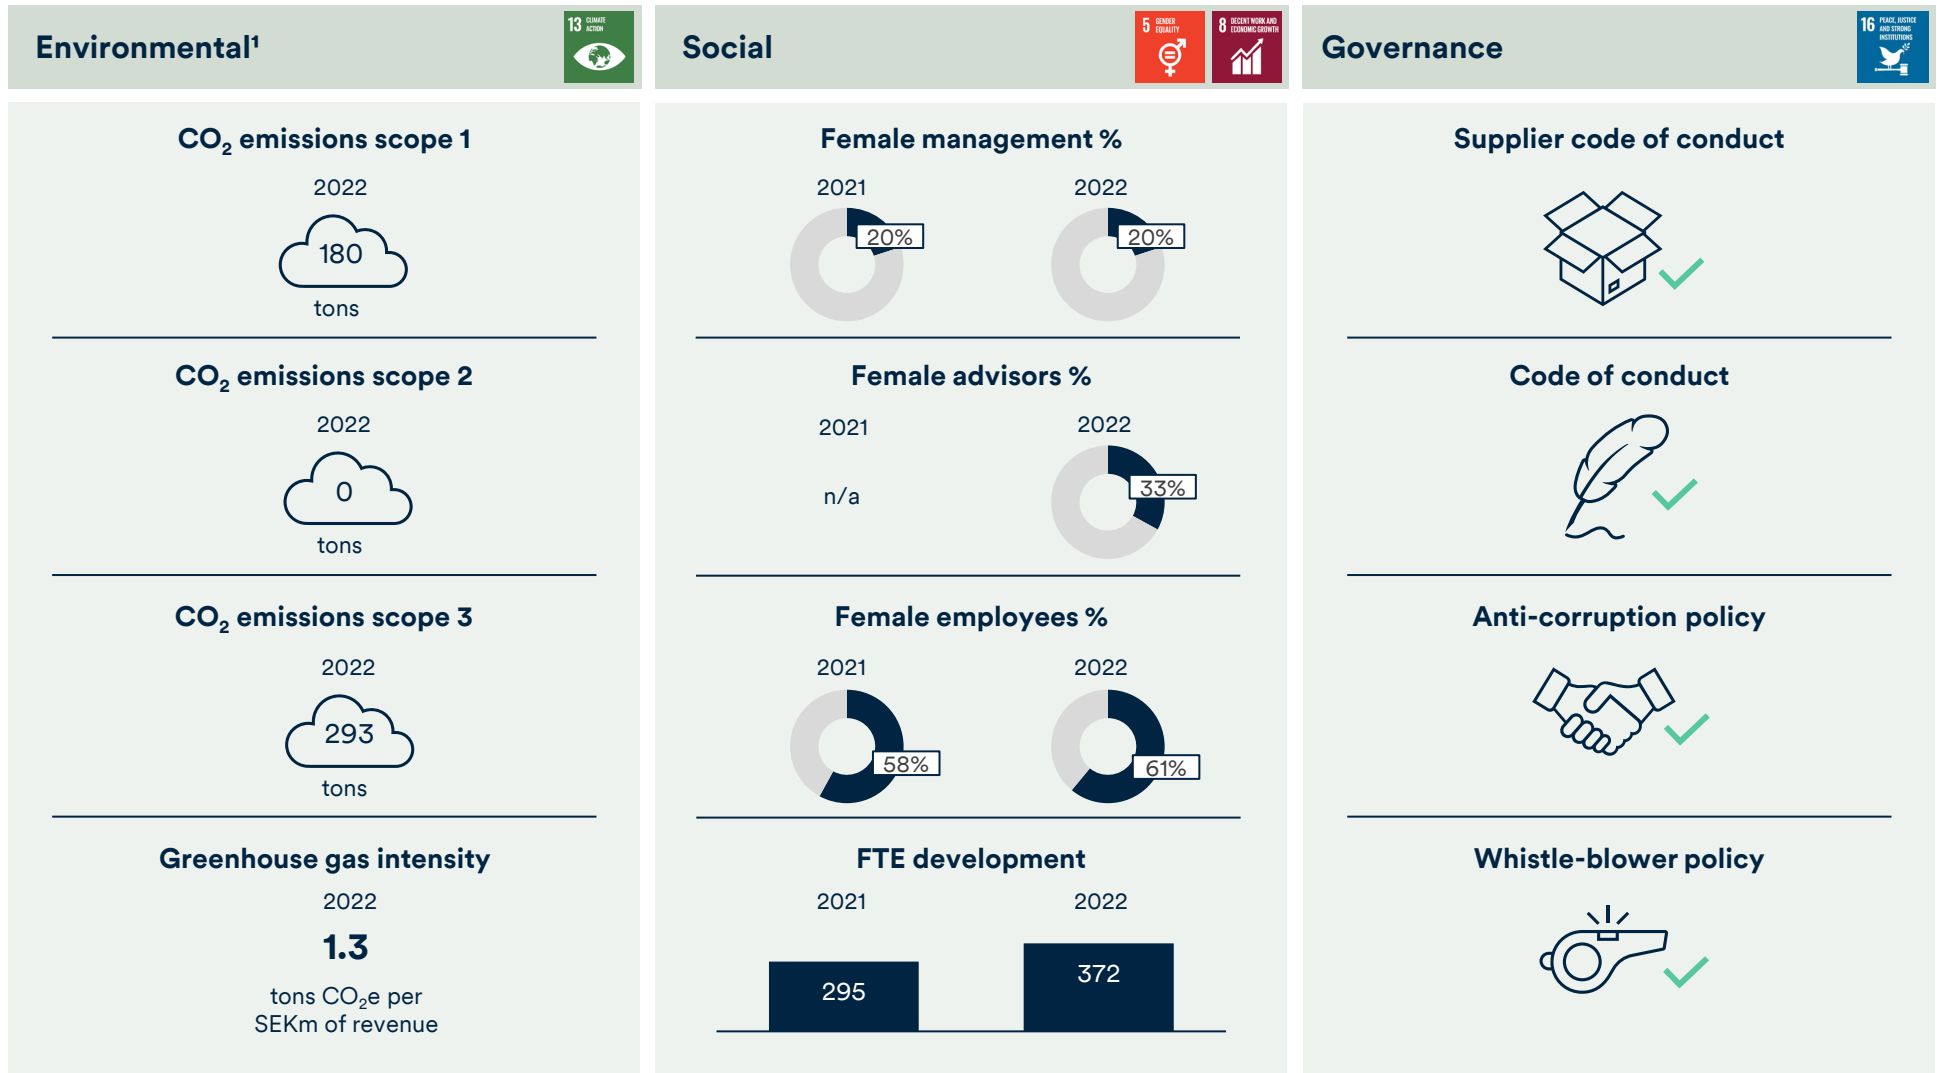 Environmental¹
13 CLIMATE
ACTION
CO₂ emissions scope 1
2022
180
tons
CO₂ emissions scope 2
2022
0
tons
CO₂ emissions scope 3
2022
293
tons
Greenhouse gas intensity
2022
1.3
tons CO₂e per
SEKm of revenue
Social
5 GENDER
EQUALITY
8 DECENT WORK AND
ECONOMIC GROWTH
Female management %
2021
2022
20%
20%
Female advisors %
2021
2022
n/a
33%
Female employees %
2021
2022
58%
61%
FTE development
2021
2022
295
372
Governance
16 PEACE, JUSTICE
AND STRONG
INSTITUTIONS
Supplier code of conduct
Code of conduct
Anti-corruption policy
Whistle-blower policy